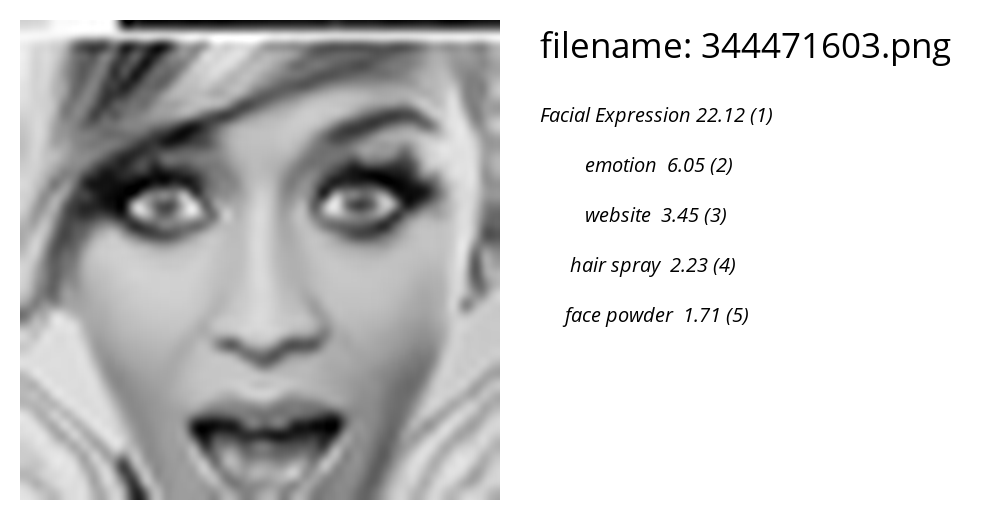 filename: 344471603.png
Facial Expression 22.12 (1)
emotion 6.05 (2)
website 3.45 (3)
hair spray 2.23 (4)
face powder 1.71 (5)